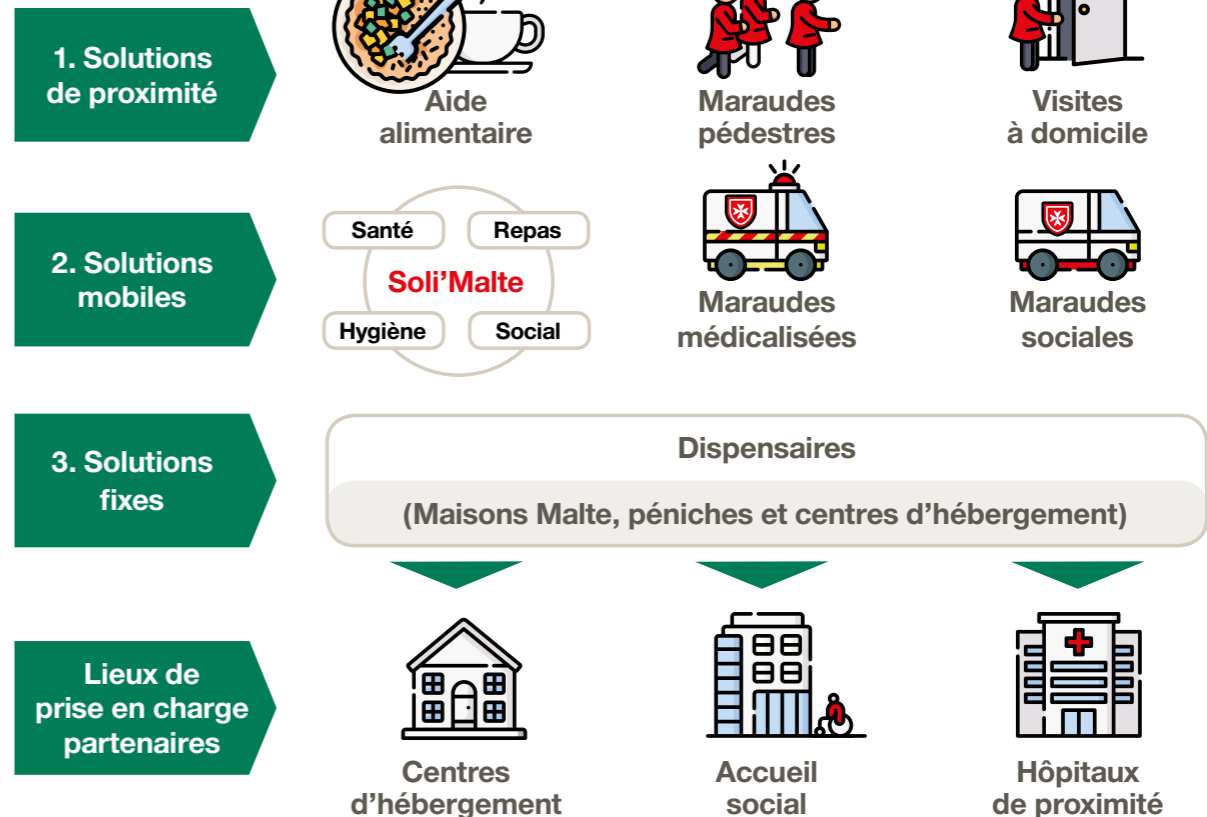 1. Solutions
de proximité
Aide
alimentaire
Maraudes
pédestres
Visites
à domicile
2. Solutions
mobiles
Santé
Repas
Soli’Malte
Hygiène
Social
Maraudes
médicalisées
Maraudes
sociales
3. Solutions
fixes
Dispensaires
(Maisons Malte, péniches et centres d’hébergement)
Lieux de
prise en charge
partenaires
Centres
d’hébergement
Accueil
social
Hôpitaux
de proximité